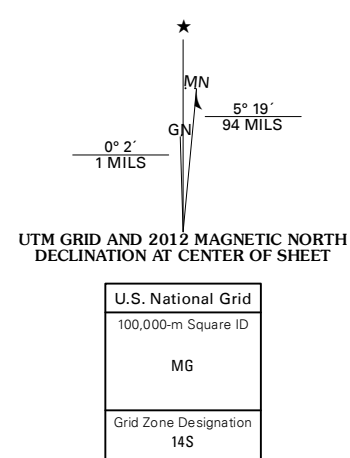 ★
MN
5° 19´
94 MILS
GN
0° 2´
1 MILS
UTM GRID AND 2012 MAGNETIC NORTH
DECLINATION AT CENTER OF SHEET
U.S. National Grid
100,000-m Square ID
MG
Grid Zone Designation
14S